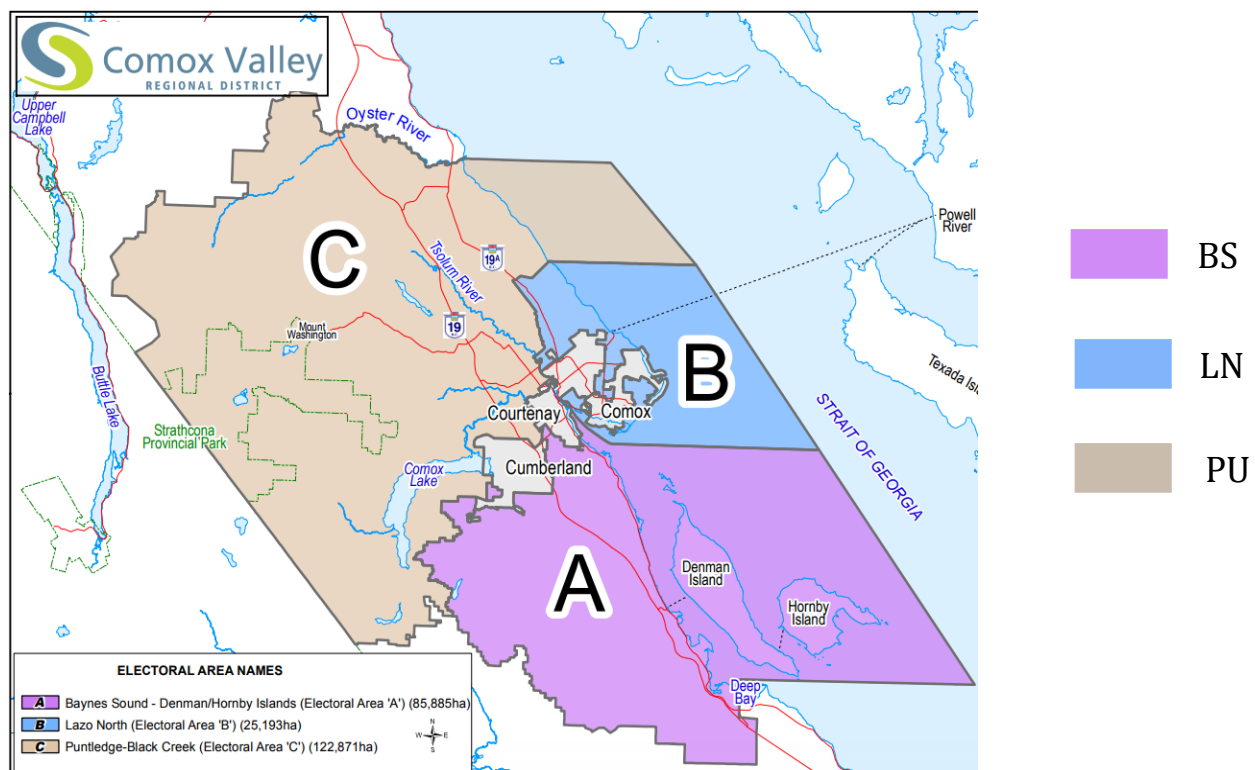 Comox Valley
REGIONAL DISTRICT
Upper
Campbell
Lake
Oyster River
Powell
River
C
Tsolum River
19A
19
Mount
Washington
B
Texada Isl
Buttle Lake
Courtenay
Comox
STRAIT OF GEORGIA
Strathcona
Provincial Park
Comox
Lake
Cumberland
A
Denman
Island
Hornby
Island
Deep
Bay
ELECTORAL AREA NAMES
A Baynes Sound - Denman/Hornby Islands (Electoral Area 'A') (85,885ha)
B Lazo North (Electoral Area 'B') (25,193ha)
C Puntledge-Black Creek (Electoral Area 'C') (122,871ha)
N
W E
S
BS
LN
PU